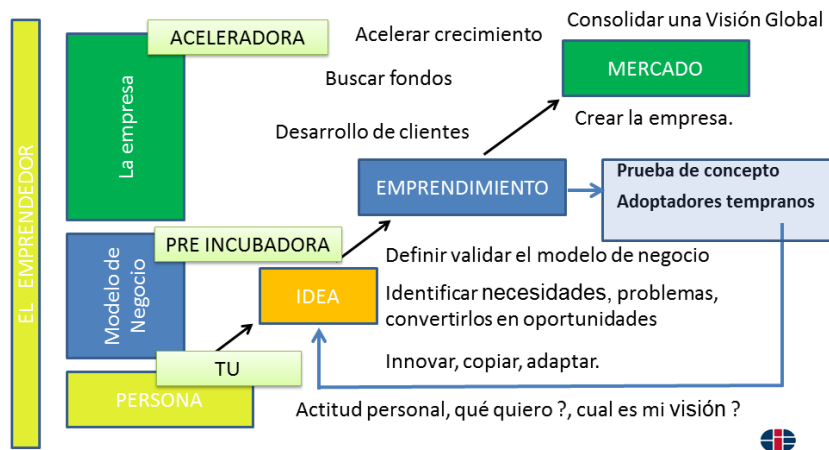 Consolidar una Visión Global
ACELERADORA
Acelerar crecimiento
MERCADO
Buscar fondos
La empresa
Crear la empresa.
Desarrollo de clientes
EL EMPRENDEDOR
EMPRENDIMIENTO
Prueba de concepto
Adoptadores tempranos
PRE INCUBADORA
Definir validar el modelo de negocio
Modelo de
Negocio
IDEA
Identificar necesidades, problemas,
convertirlos en oportunidades
TU
Innovar, copiar, adaptar.
PERSONA
Actitud personal, qué quiero ?, cual es mi visión ?